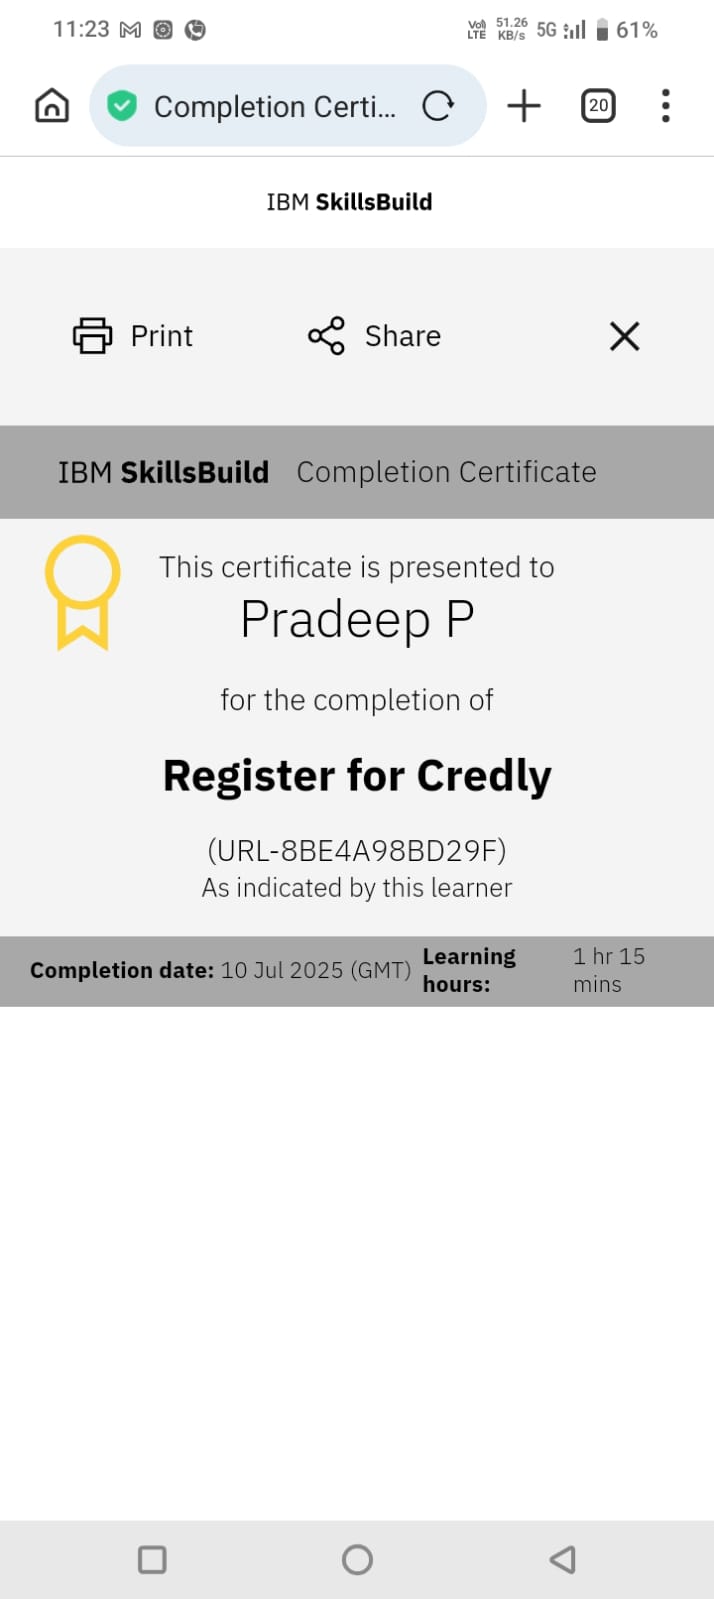 11:23 Vo) LTE 51.26 KB/s 5G 61%
Completion Certi... 20
IBM SkillsBuild
Print Share
IBM SkillsBuild Completion Certificate
This certificate is presented to
Pradeep P
for the completion of
Register for Credly
(URL-8BE4A98BD29F)
As indicated by this learner
Completion date: 10 Jul 2025 (GMT) Learning hours: 1 hr 15 mins